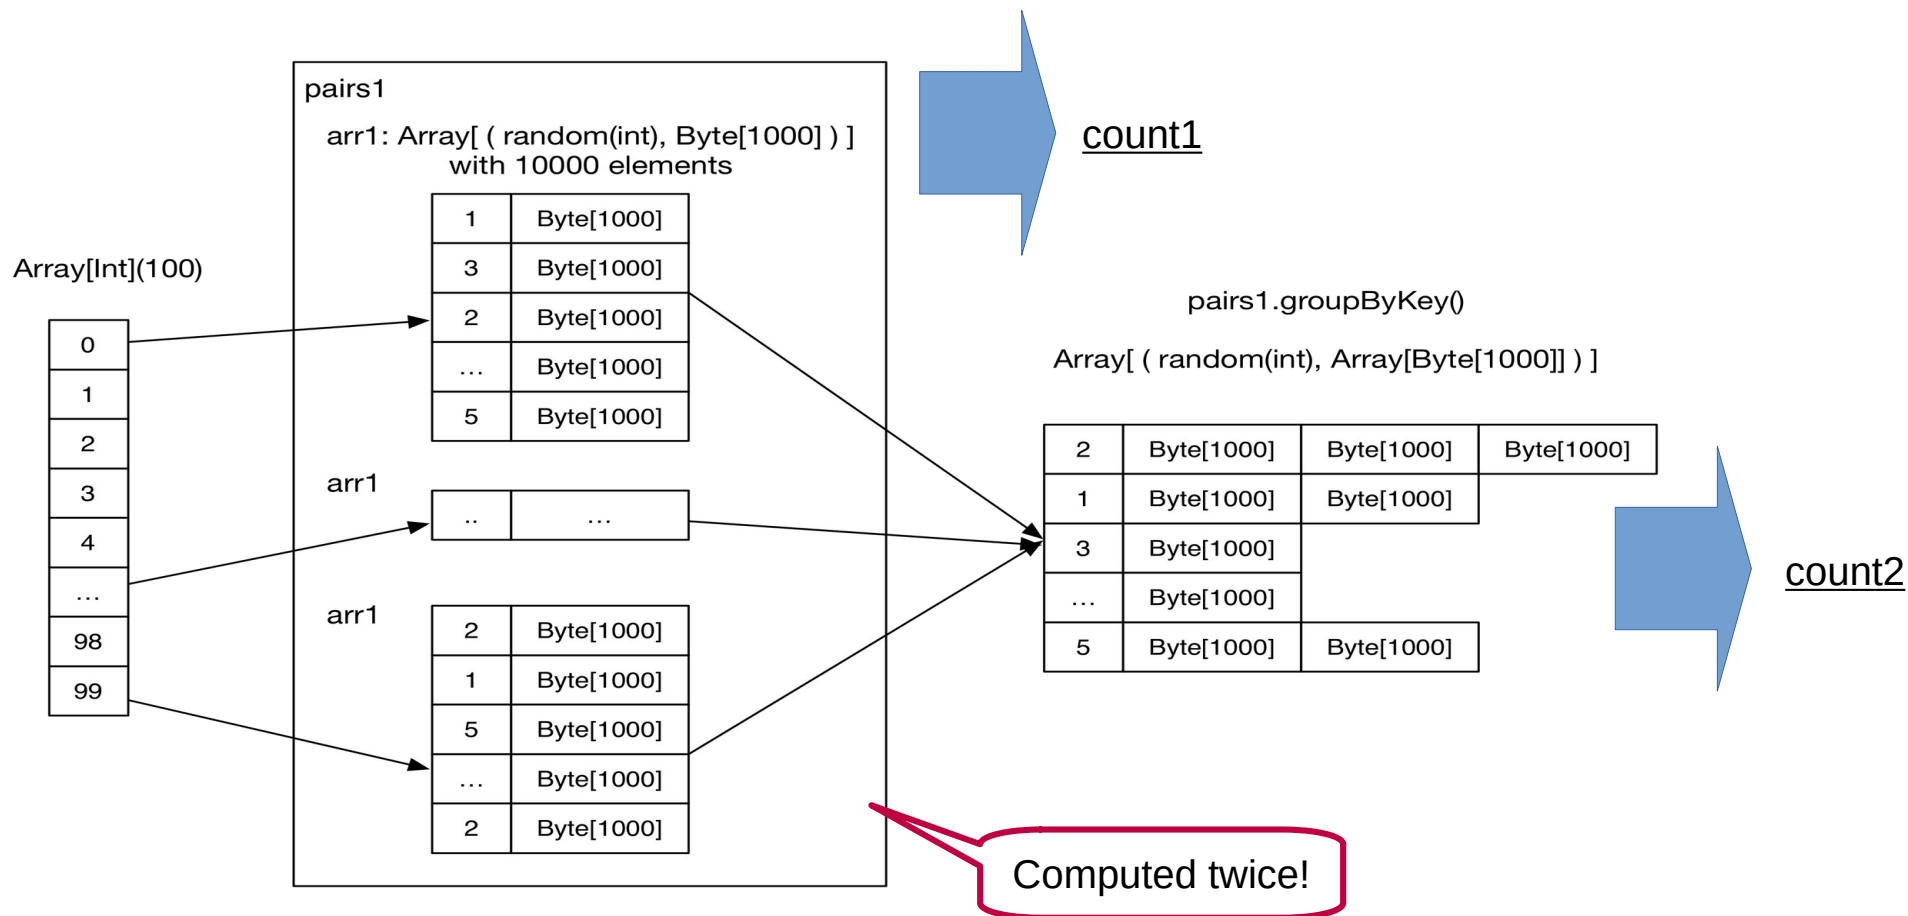 pairs1
arr1: Array[ ( random(int), Byte[1000] ) ]
with 10000 elements
count1
1 Byte[1000]
3 Byte[1000]
2 Byte[1000]
... Byte[1000]
5 Byte[1000]
Array[Int](100)
0
1
2
3
4
...
98
99
arr1
.. ...
arr1
2 Byte[1000]
1 Byte[1000]
5 Byte[1000]
... Byte[1000]
2 Byte[1000]
pairs1.groupByKey()
Array[ ( random(int), Array[Byte[1000]] ) ]
2 Byte[1000] Byte[1000] Byte[1000]
1 Byte[1000] Byte[1000]
3 Byte[1000]
... Byte[1000]
5 Byte[1000] Byte[1000]
count2
Computed twice!